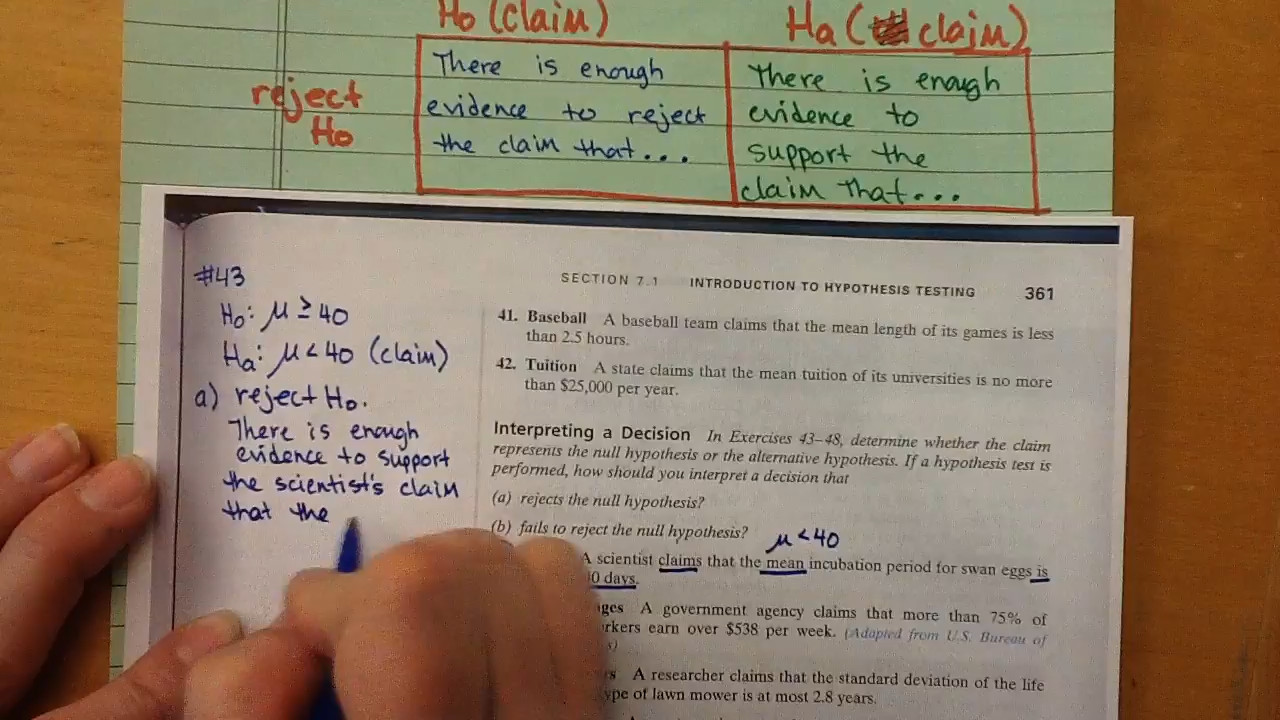 Ho (claim)
Ha ( claim)
reject
Ho
There is enough
evidence to reject
the claim that...
There is enough
evidence to
support the
claim that...
#43
Ho: μ ≥ 40
Ha: μ < 40 (claim)
a) reject Ho.
There is enough
evidence to support
the scientist's claim
that the
SECTION 7.1 INTRODUCTION TO HYPOTHESIS TESTING 361
41. Baseball A baseball team claims that the mean length of its games is less
than 2.5 hours.
42. Tuition A state claims that the mean tuition of its universities is no more
than $25,000 per year.
Interpreting a Decision In Exercises 43–48, determine whether the claim
represents the null hypothesis or the alternative hypothesis. If a hypothesis test is
performed, how should you interpret a decision that
(a) rejects the null hypothesis?
(b) fails to reject the null hypothesis?
μ < 40
A scientist claims that the mean incubation period for swan eggs is
days.
A government agency claims that more than 75% of
earn over $538 per week. (Adapted from U.S. Bureau of
A researcher claims that the standard deviation of the life
of lawn mower is at most 2.8 years.